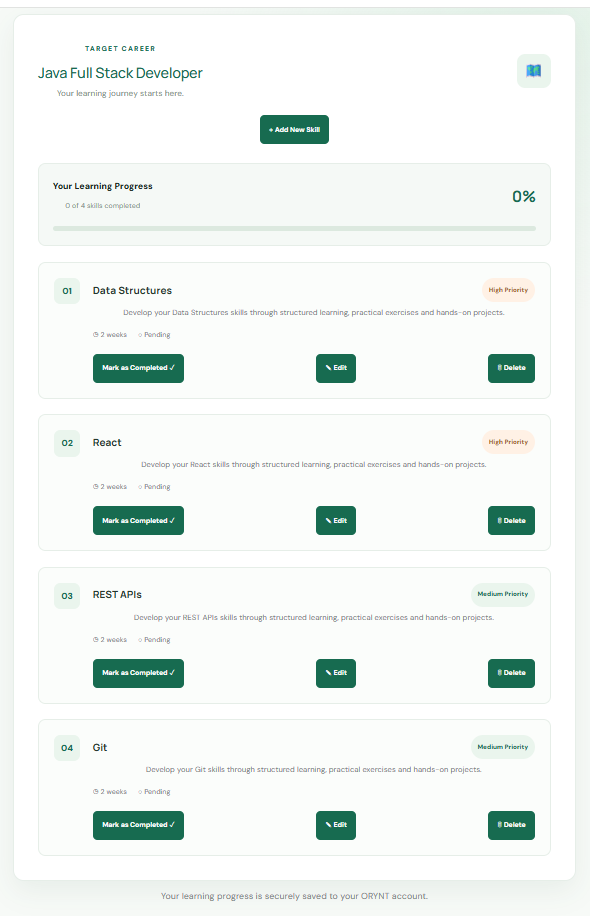 TARGET CAREER
Java Full Stack Developer
Your learning journey starts here.
+ Add New Skill
Your Learning Progress
0%
0 of 4 skills completed
01
Data Structures
High Priority
Develop your Data Structures skills through structured learning, practical exercises and hands-on projects.
◷ 2 weeks ○ Pending
Mark as Completed ✓
✎ Edit
🗑 Delete
02
React
High Priority
Develop your React skills through structured learning, practical exercises and hands-on projects.
◷ 2 weeks ○ Pending
Mark as Completed ✓
✎ Edit
🗑 Delete
03
REST APIs
Medium Priority
Develop your REST APIs skills through structured learning, practical exercises and hands-on projects.
◷ 2 weeks ○ Pending
Mark as Completed ✓
✎ Edit
🗑 Delete
04
Git
Medium Priority
Develop your Git skills through structured learning, practical exercises and hands-on projects.
◷ 2 weeks ○ Pending
Mark as Completed ✓
✎ Edit
🗑 Delete
Your learning progress is securely saved to your ORYNT account.